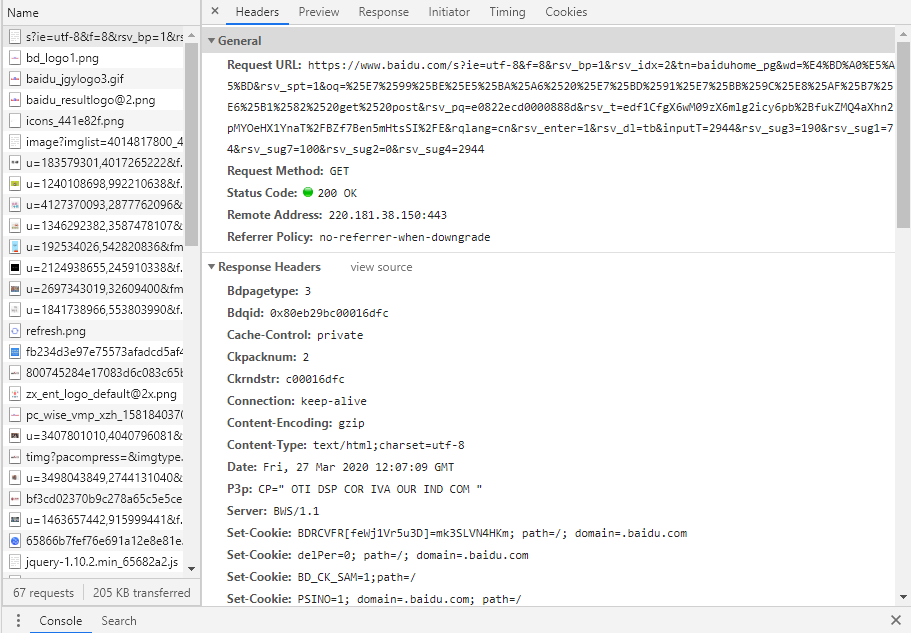 Name
s?ie=utf-8&f=8&rsv_bp=1&rs
bd_logo1.png
baidu_jgylogo3.gif
baidu_resultlogo@2.png
icons_441e82f.png
image?imglist=4014817800_4
u=183579301,4017265222&f.
u=1240108698,992210638&f.
u=4127370093,2877762096&
u=1346292382,3587478107&
u=192534026,542820836&fm
u=2124938655,245910338&f.
u=2697343019,32609400&fm
u=1841738966,553803990&f.
refresh.png
fb234d3e97e75573afadcd5af4
800745284e17083d6c083c65b
zx_ent_logo_default@2x.png
pc_wise_vmp_xzh_1581840370
u=3407801010,4040796081&
timg?pacompress=&imgtype.
u=3498043849,2744131040&
bf3cd02370b9c278a65c5e5ce
u=1463657442,915999441&f.
65866b7fef76e691a12e8e81e.
jquery-1.10.2.min_65682a2.js
67 requests 205 KB transferred
Headers Preview Response Initiator Timing Cookies
General
Request URL: https://www.baidu.com/s?ie=utf-8&f=8&rsv_bp=1&rsv_idx=2&tn=baiduhome_pg&wd=%E4%BD%A0%E5%A
5%BD&rsv_spt=1&oq=%25E7%2599%25BE%25E5%25BA%25A6%2520%25E7%25BD%2591%25E7%25BB%259C%25E8%25AF%25B7%25
E6%25B1%2582%2520get%2520post&rsv_pq=e0822ecd0000888d&rsv_t=edf1CfgX6wM09zX6mlg2icy6pb%2BfukZMQ4aXhn2
pMYOeHX1YnaT%2FBZf7Ben5mHtsSI%2FE&rqlang=cn&rsv_enter=1&rsv_dl=tb&inputT=2944&rsv_sug3=190&rsv_sug1=7
4&rsv_sug7=100&rsv_sug2=0&rsv_sug4=2944
Request Method: GET
Status Code: 200 OK
Remote Address: 220.181.38.150:443
Referrer Policy: no-referrer-when-downgrade
Response Headers view source
Bdpagetype: 3
Bdqid: 0x80eb29bc00016dfc
Cache-Control: private
Ckpacknum: 2
Ckrndstr: c00016dfc
Connection: keep-alive
Content-Encoding: gzip
Content-Type: text/html;charset=utf-8
Date: Fri, 27 Mar 2020 12:07:09 GMT
P3p: CP=" OTI DSP COR IVA OUR IND COM "
Server: BWS/1.1
Set-Cookie: BDRCVFR[feWj1Vr5u3D]=mk3SLVN4HKm; path=/; domain=.baidu.com
Set-Cookie: delPer=0; path=/; domain=.baidu.com
Set-Cookie: BD_CK_SAM=1;path=/
Set-Cookie: PSINO=1; domain=.baidu.com; path=/
Console Search